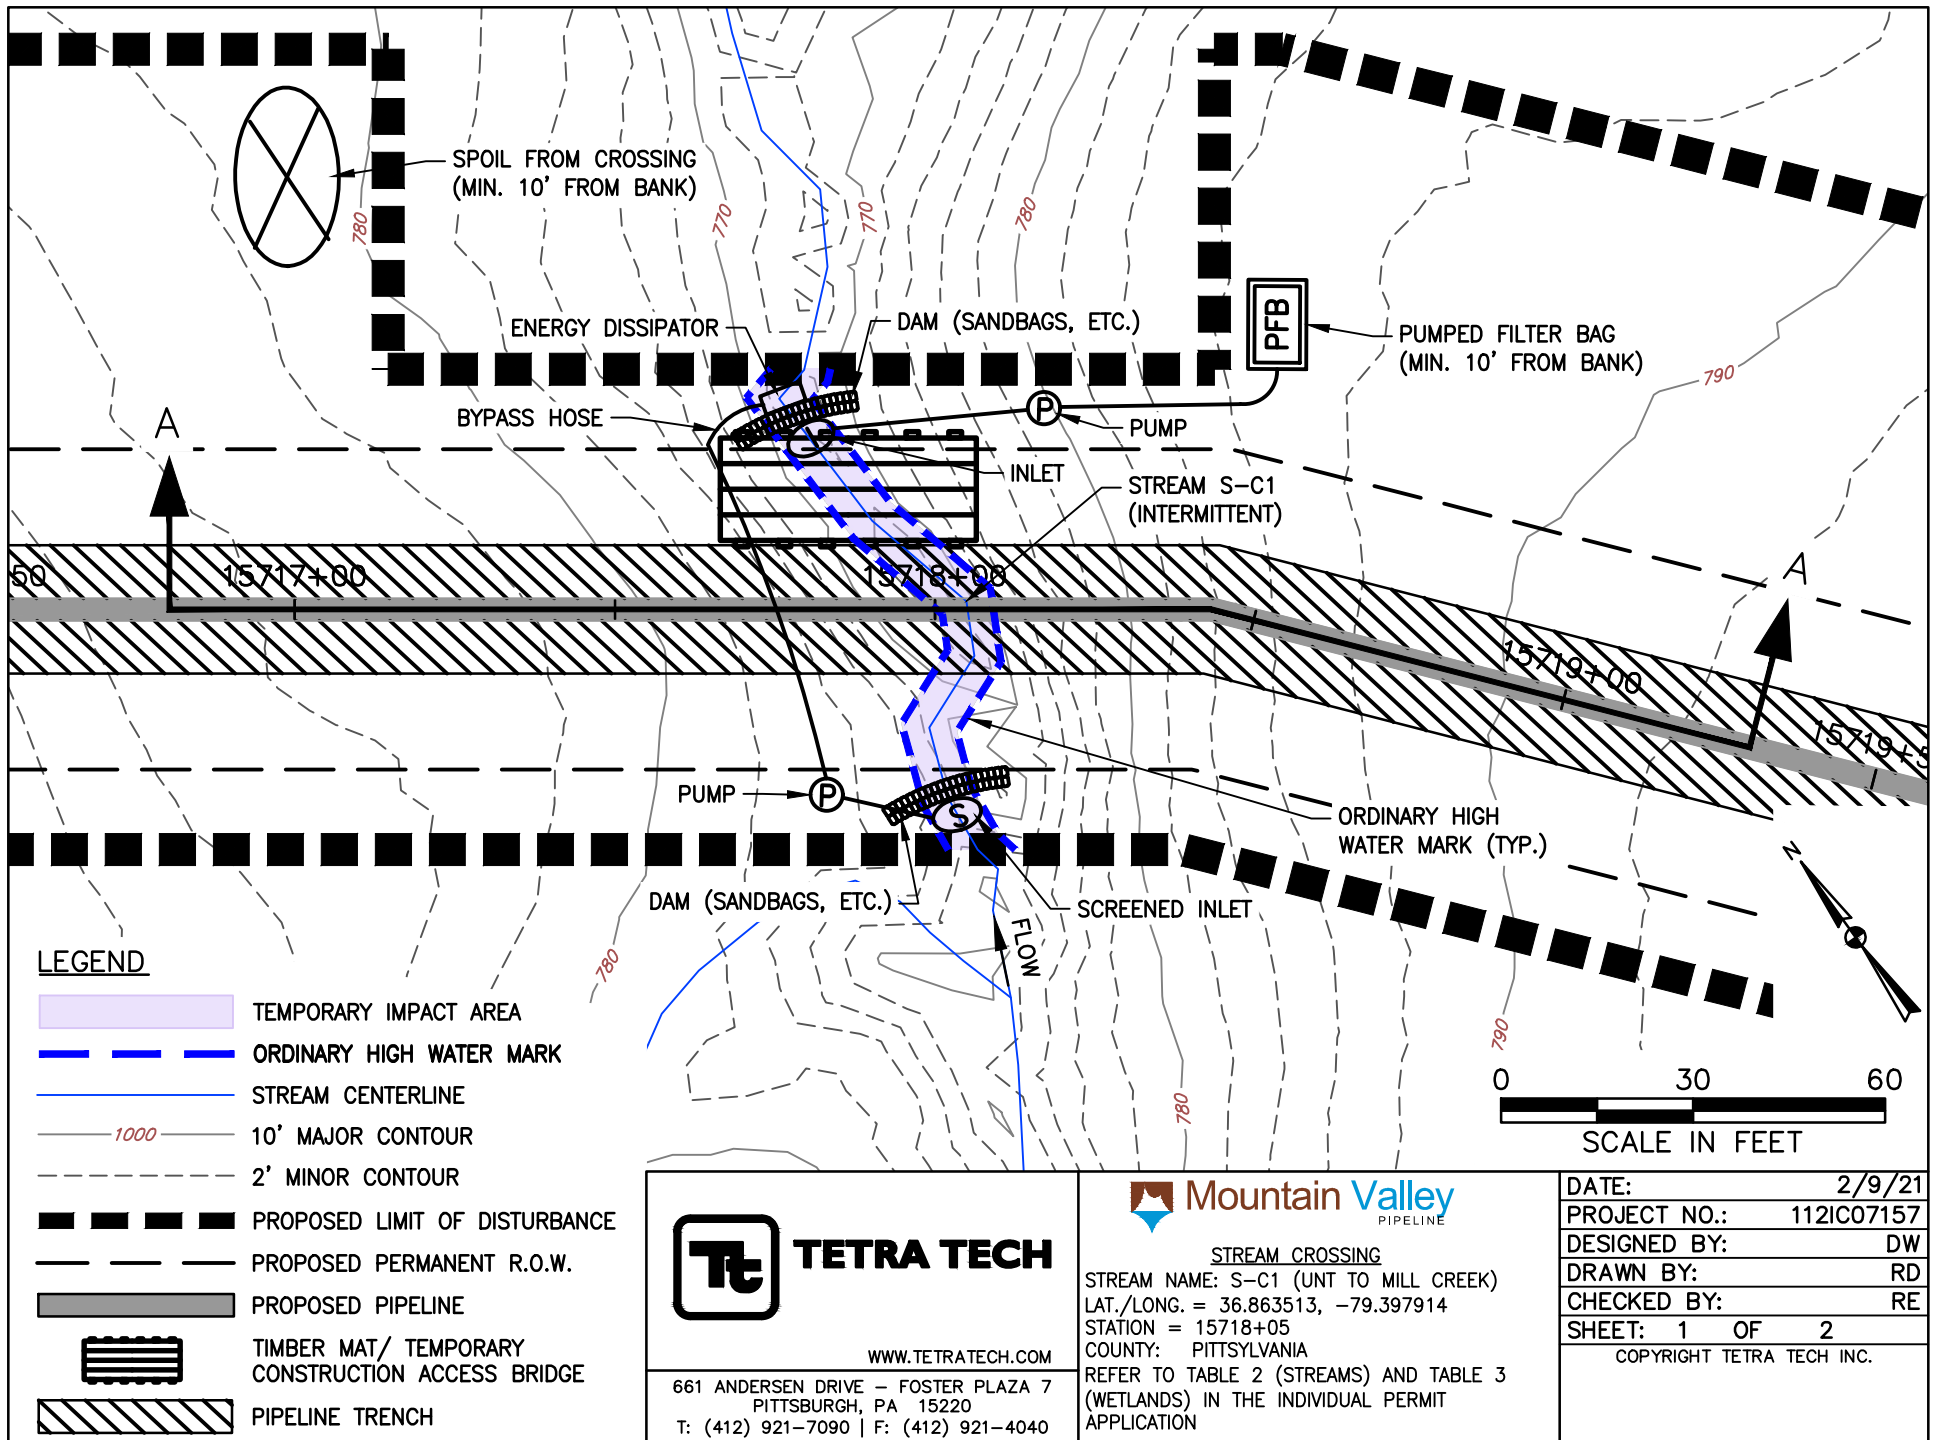 SPOIL FROM CROSSING
(MIN. 10' FROM BANK)
780
770
770
780
ENERGY DISSIPATOR
DAM (SANDBAGS, ETC.)
PFB
PUMPED FILTER BAG
(MIN. 10' FROM BANK)
790
BYPASS HOSE
P
PUMP
A
INLET
STREAM S-C1
(INTERMITTENT)
50
15717+00
15718+00
A
15719+00
15719+5
PUMP
P
S
ORDINARY HIGH
WATER MARK (TYP.)
N
DAM (SANDBAGS, ETC.)
SCREENED INLET
FLOW
780
790
780
LEGEND
TEMPORARY IMPACT AREA
ORDINARY HIGH WATER MARK
STREAM CENTERLINE
1000
10' MAJOR CONTOUR
2' MINOR CONTOUR
PROPOSED LIMIT OF DISTURBANCE
PROPOSED PERMANENT R.O.W.
PROPOSED PIPELINE
TIMBER MAT/ TEMPORARY
CONSTRUCTION ACCESS BRIDGE
PIPELINE TRENCH
0 30 60
SCALE IN FEET
Tt TETRA TECH
WWW.TETRATECH.COM
661 ANDERSEN DRIVE – FOSTER PLAZA 7
PITTSBURGH, PA 15220
T: (412) 921-7090 | F: (412) 921-4040
Mountain Valley
PIPELINE
STREAM CROSSING
STREAM NAME: S-C1 (UNT TO MILL CREEK)
LAT./LONG. = 36.863513, -79.397914
STATION = 15718+05
COUNTY: PITTSYLVANIA
REFER TO TABLE 2 (STREAMS) AND TABLE 3
(WETLANDS) IN THE INDIVIDUAL PERMIT
APPLICATION
DATE: 2/9/21
PROJECT NO.: 112IC07157
DESIGNED BY: DW
DRAWN BY: RD
CHECKED BY: RE
SHEET: 1 OF 2
COPYRIGHT TETRA TECH INC.